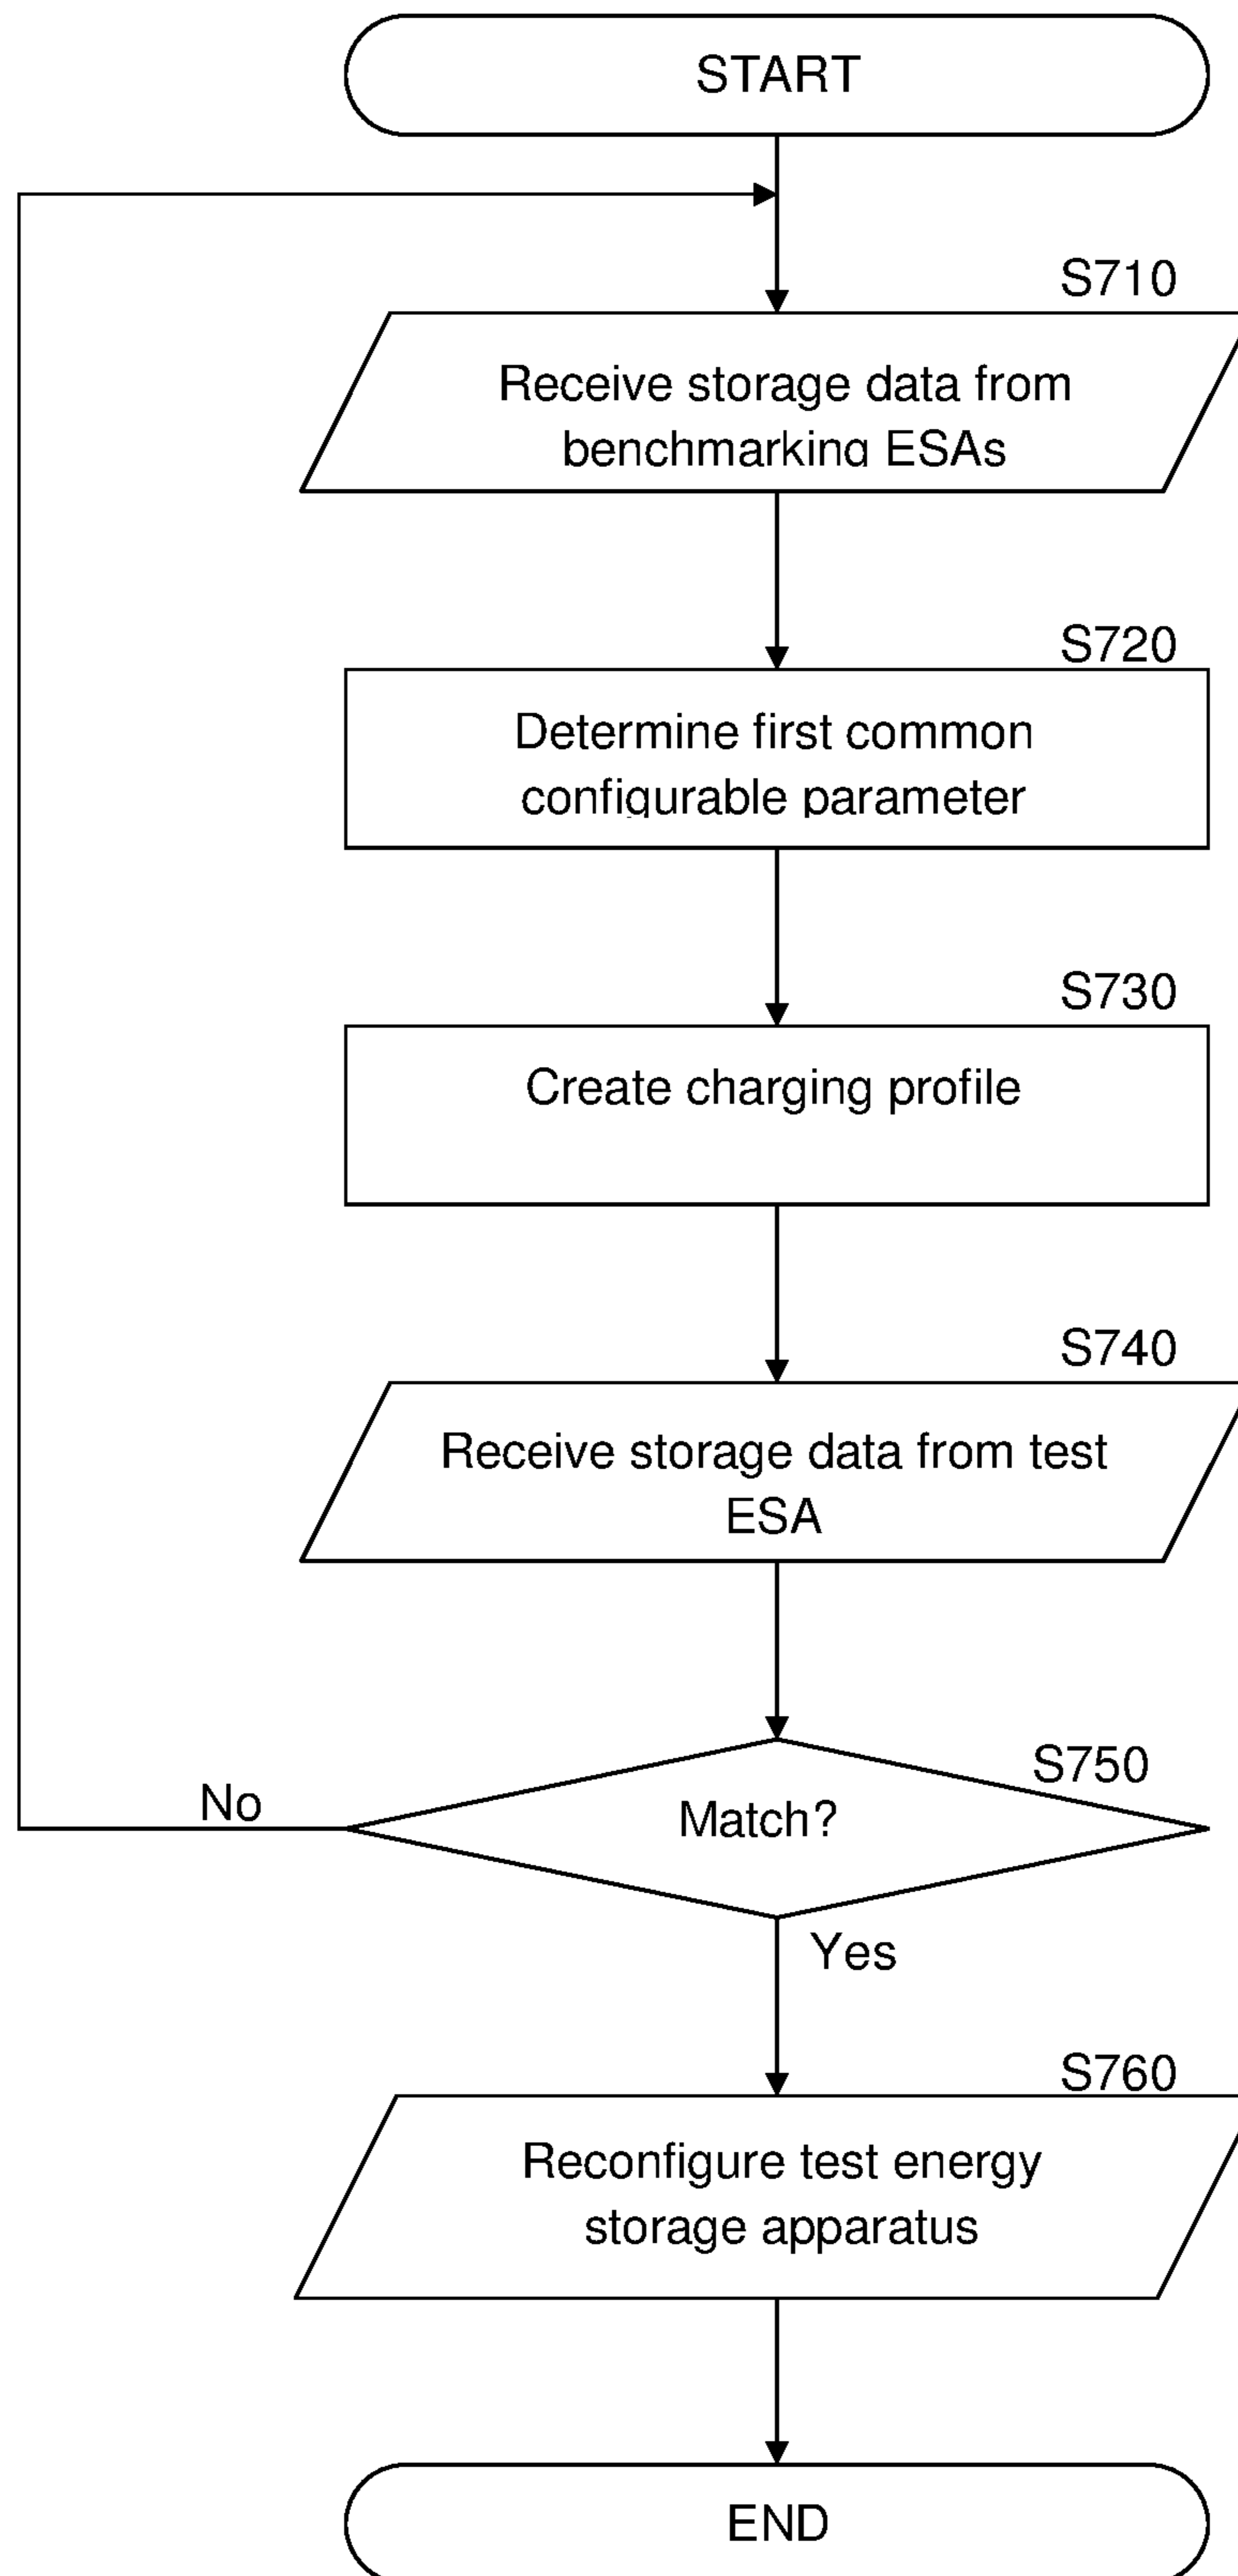 START
S710
Receive storage data from
benchmarking ESAs
S720
Determine first common
configurable parameter
S730
Create charging profile
S740
Receive storage data from test
ESA
S750
No
Match?
Yes
S760
Reconfigure test energy
storage apparatus
END